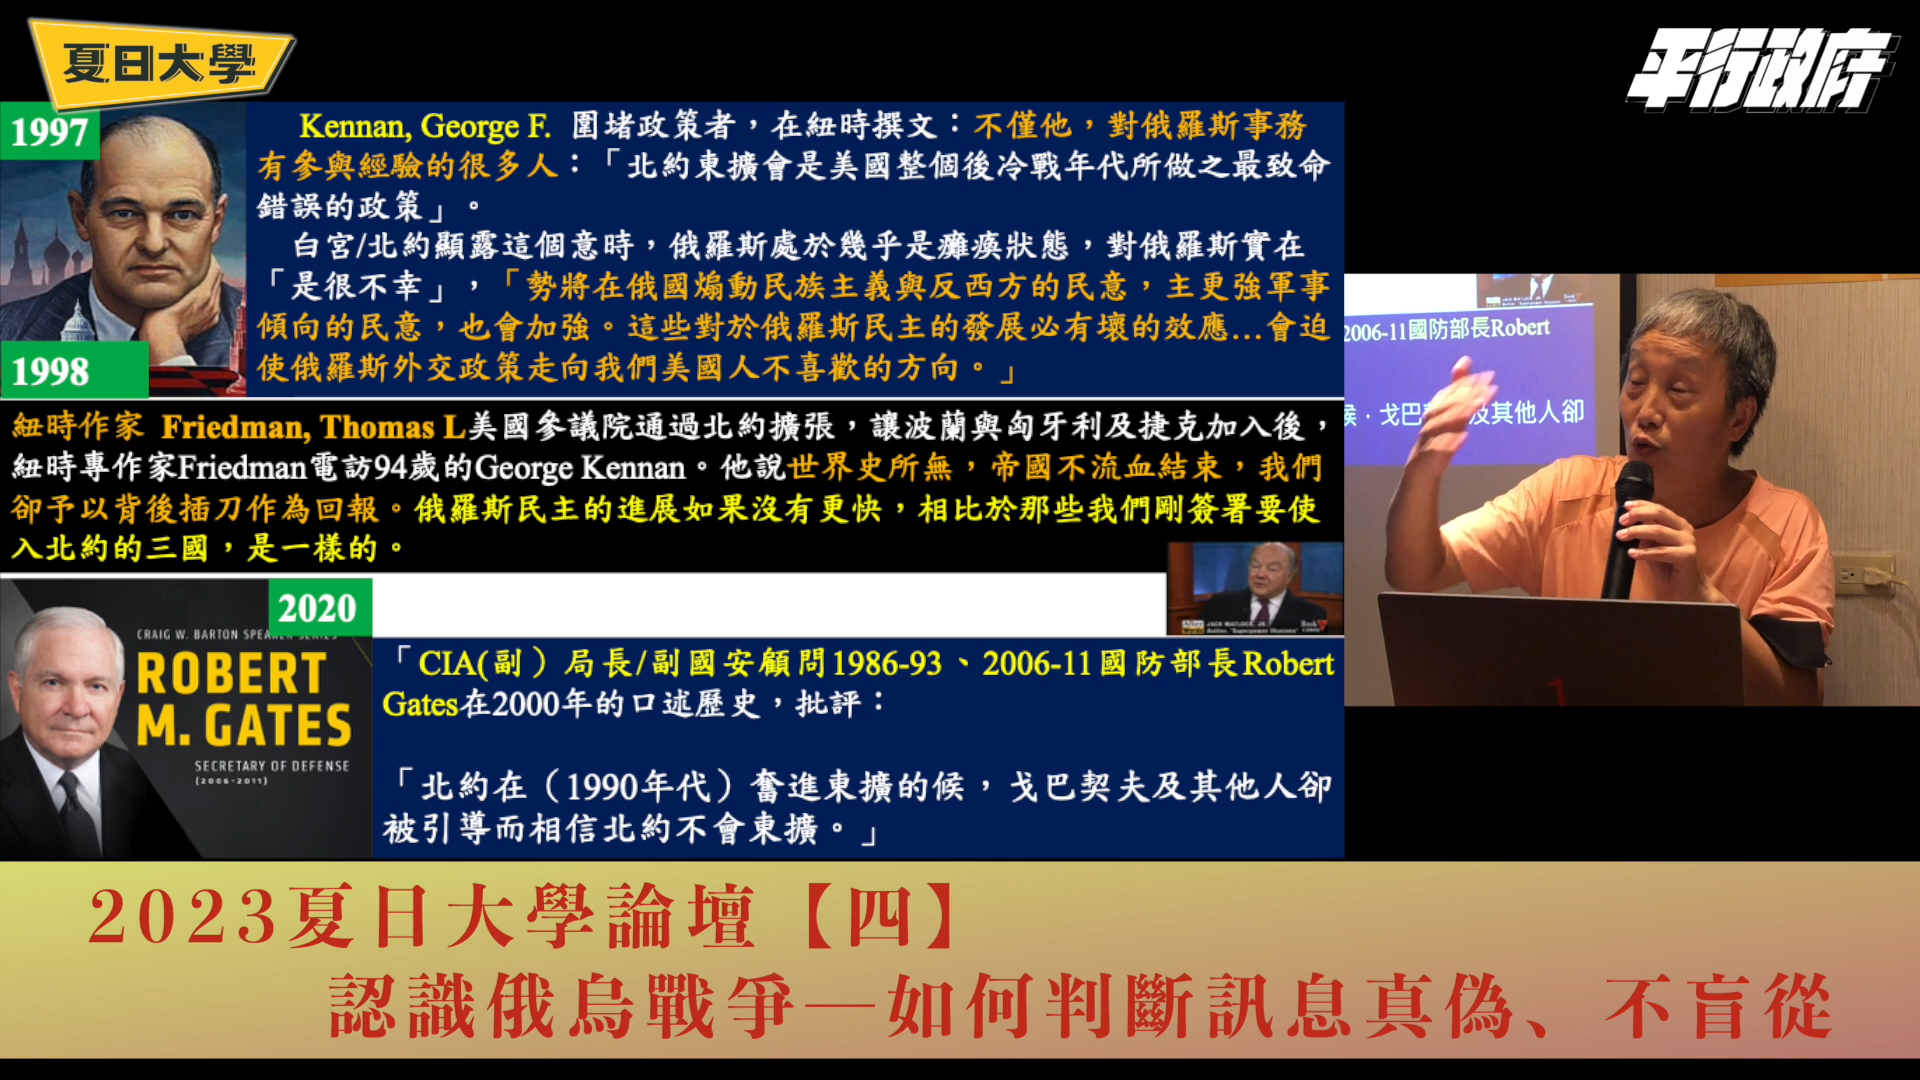 夏日大學
平行政府
1997
Kennan, George F. 圍堵政策者，在紐時撰文：不僅他，對俄羅斯事務
有參與經驗的很多人：「北約東擴會是美國整個後冷戰年代所做之最致命
錯誤的政策」。
白宮/北約顯露這個意時，俄羅斯處於幾乎是癱瘓狀態，對俄羅斯實在
「是很不幸」，「勢將在俄國煽動民族主義與反西方的民意，主更強軍事
傾向的民意，也會加強。這些對於俄羅斯民主的發展必有壞的效應…會迫
使俄羅斯外交政策走向我們美國人不喜歡的方向。」
1998
紐時作家 Friedman, Thomas L美國參議院通過北約擴張，讓波蘭與匈牙利及捷克加入後，
紐時專作家Friedman電訪94歲的George Kennan。他說世界史所無，帝國不流血結束，我們
卻予以背後插刀作為回報。俄羅斯民主的進展如果沒有更快，相比於那些我們剛簽署要使
入北約的三國，是一樣的。
JACK MATLOCK, JR.
Author, "Superpower Illusions"
2020
CRAIG W. BARTON SPEAKER SERIES
ROBERT
M. GATES
SECRETARY OF DEFENSE
(2006-2011)
「CIA(副）局長/副國安顧問1986-93、2006-11國防部長Robert
Gates在2000年的口述歷史，批評：
「北約在（1990年代）奮進東擴的候，戈巴契夫及其他人卻
被引導而相信北約不會東擴。」
2006-11國防部長Robert
候，戈巴契 及其他人卻
2023夏日大學論壇【四】
認識俄烏戰爭—如何判斷訊息真偽、不盲從